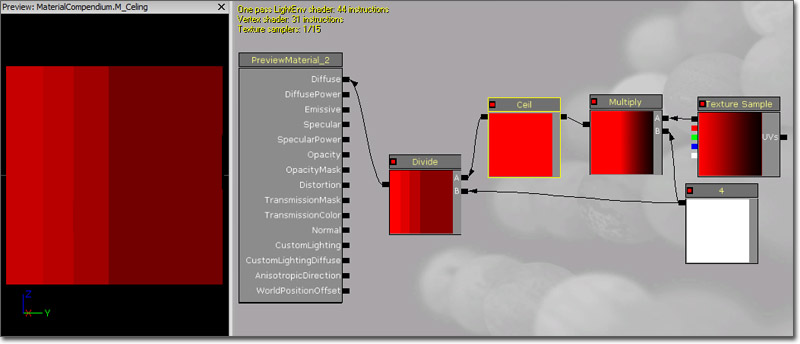 Preview: MaterialCompendium.M_Celing
One pass LightEnv shader: 44 instructions
Vertex shader: 31 instructions
Texture samplers: 1/15
PreviewMaterial_2
Diffuse
DiffusePower
Emissive
Specular
SpecularPower
Opacity
OpacityMask
Distortion
TransmissionMask
TransmissionColor
Normal
CustomLighting
CustomLightingDiffuse
AnisotropicDirection
WorldPositionOffset
Divide
A
B
Ceil
Multiply
A
B
Texture Sample
UVs
4
Z
X
Y